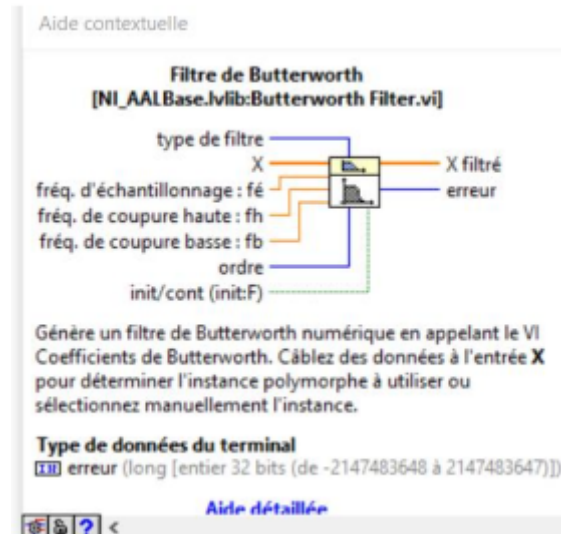 Aide contextuelle
Filtre de Butterworth
[NI_AALBase.lvlib:Butterworth Filter.vi]
type de filtre
X
X filtré
fréq. d'échantillonnage : fé
erreur
fréq. de coupure haute : fh
fréq. de coupure basse : fb
ordre
init/cont (init:F)
Génère un filtre de Butterworth numérique en appelant le VI
Coefficients de Butterworth. Câblez des données à l'entrée X
pour déterminer l'instance polymorphe à utiliser ou
sélectionnez manuellement l'instance.
Type de données du terminal
I32 erreur (long [entier 32 bits (de -2147483648 à 2147483647)])
Aide détaillée
? <